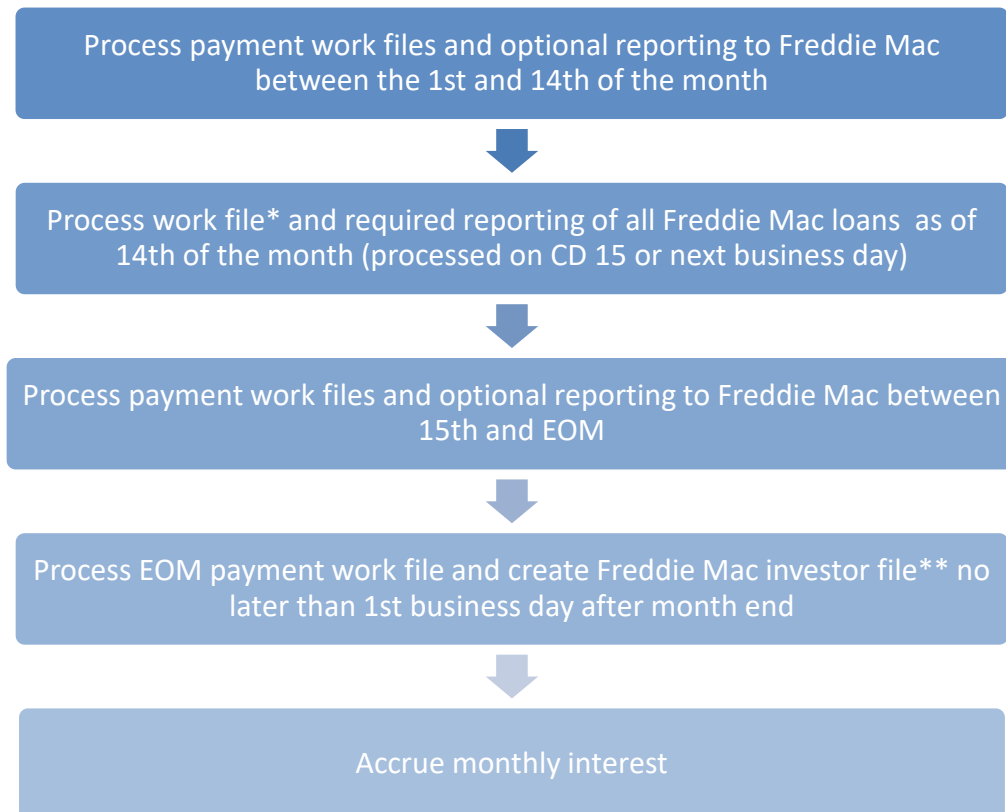 Process payment work files and optional reporting to Freddie Mac
between the 1st and 14th of the month
Process work file* and required reporting of all Freddie Mac loans  as of
14th of the month (processed on CD 15 or next business day)
Process payment work files and optional reporting to Freddie Mac between
15th and EOM
Process EOM payment work file and create Freddie Mac investor file** no
later than 1st business day after month end
Accrue monthly interest